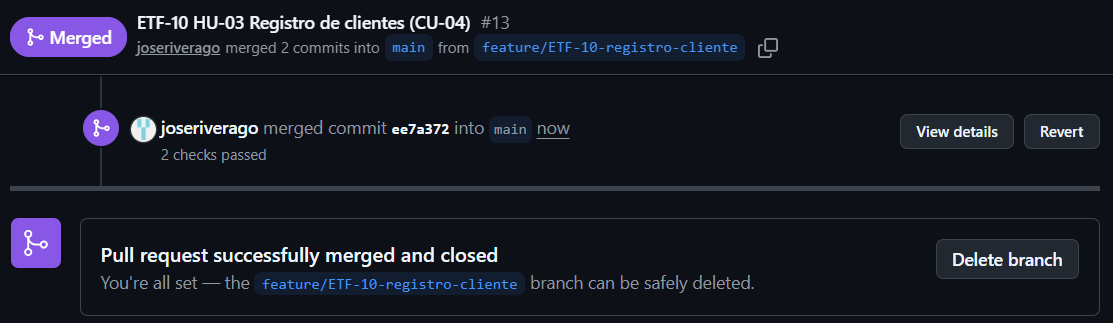 Merged
ETF-10 HU-03 Registro de clientes (CU-04) #13
joseriverago merged 2 commits into main from feature/ETF-10-registro-cliente
joseriverago merged commit ee7a372 into main now
View details
Revert
2 checks passed
Pull request successfully merged and closed
You're all set — the feature/ETF-10-registro-cliente branch can be safely deleted.
Delete branch